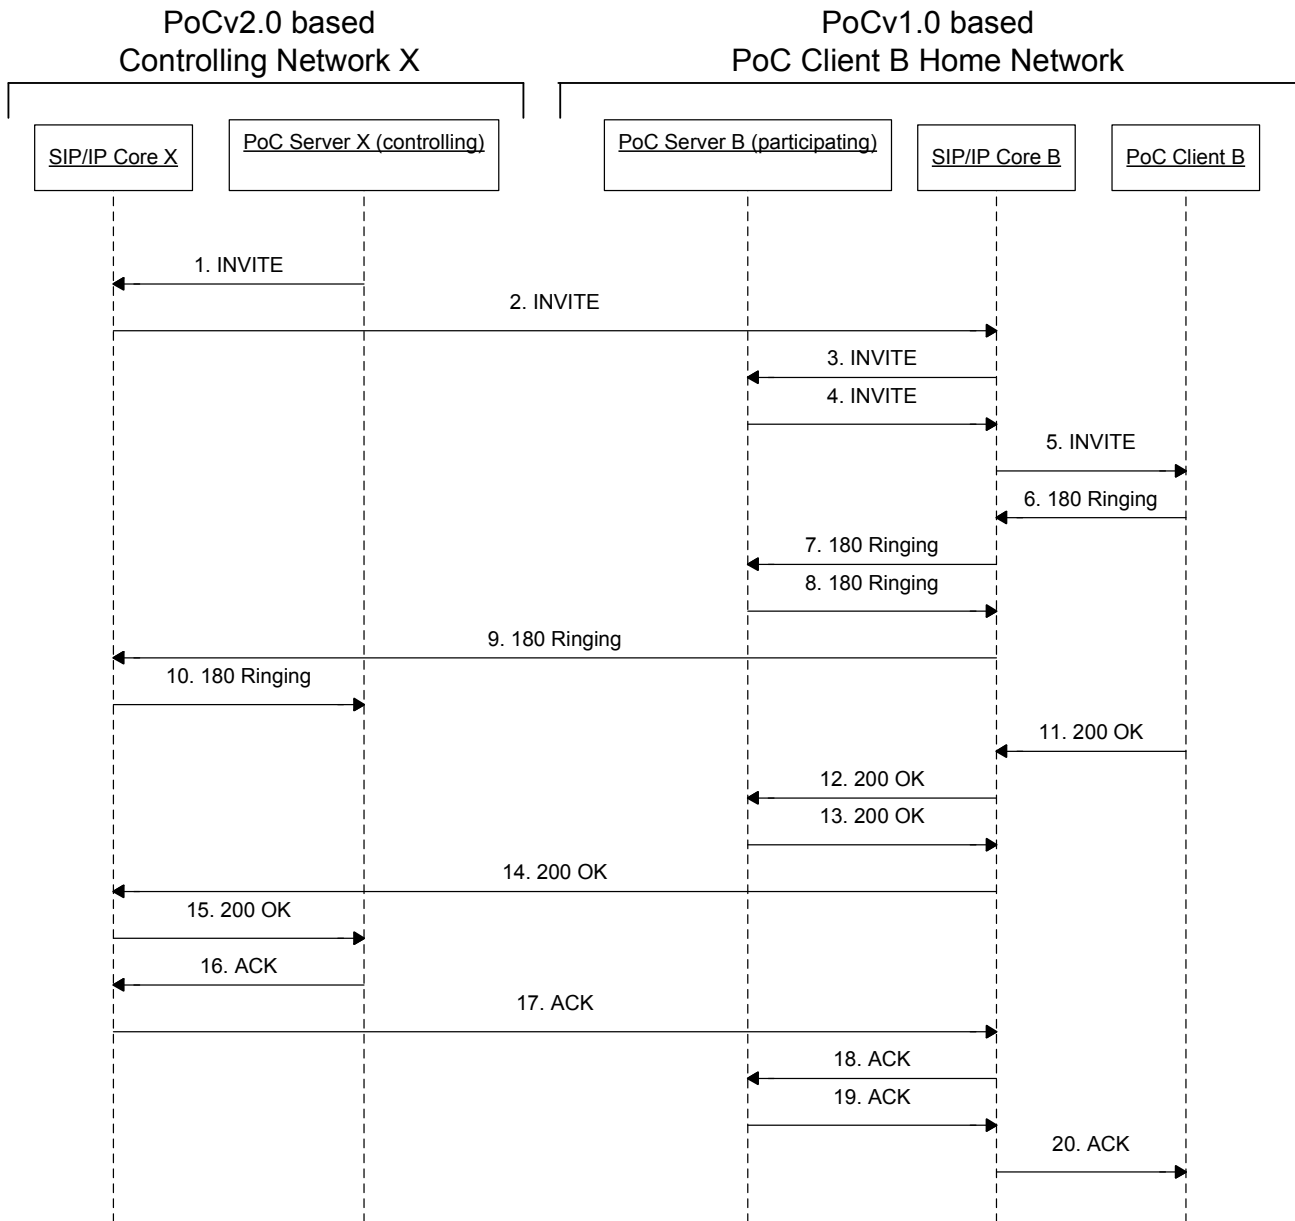 PoCv2.0 based
Controlling Network X
PoCv1.0 based
PoC Client B Home Network
SIP/IP Core X
PoC Server X (controlling)
PoC Server B (participating)
SIP/IP Core B
PoC Client B
1. INVITE
2. INVITE
3. INVITE
4. INVITE
5. INVITE
6. 180 Ringing
7. 180 Ringing
8. 180 Ringing
9. 180 Ringing
10. 180 Ringing
11. 200 OK
12. 200 OK
13. 200 OK
14. 200 OK
15. 200 OK
16. ACK
17. ACK
18. ACK
19. ACK
20. ACK